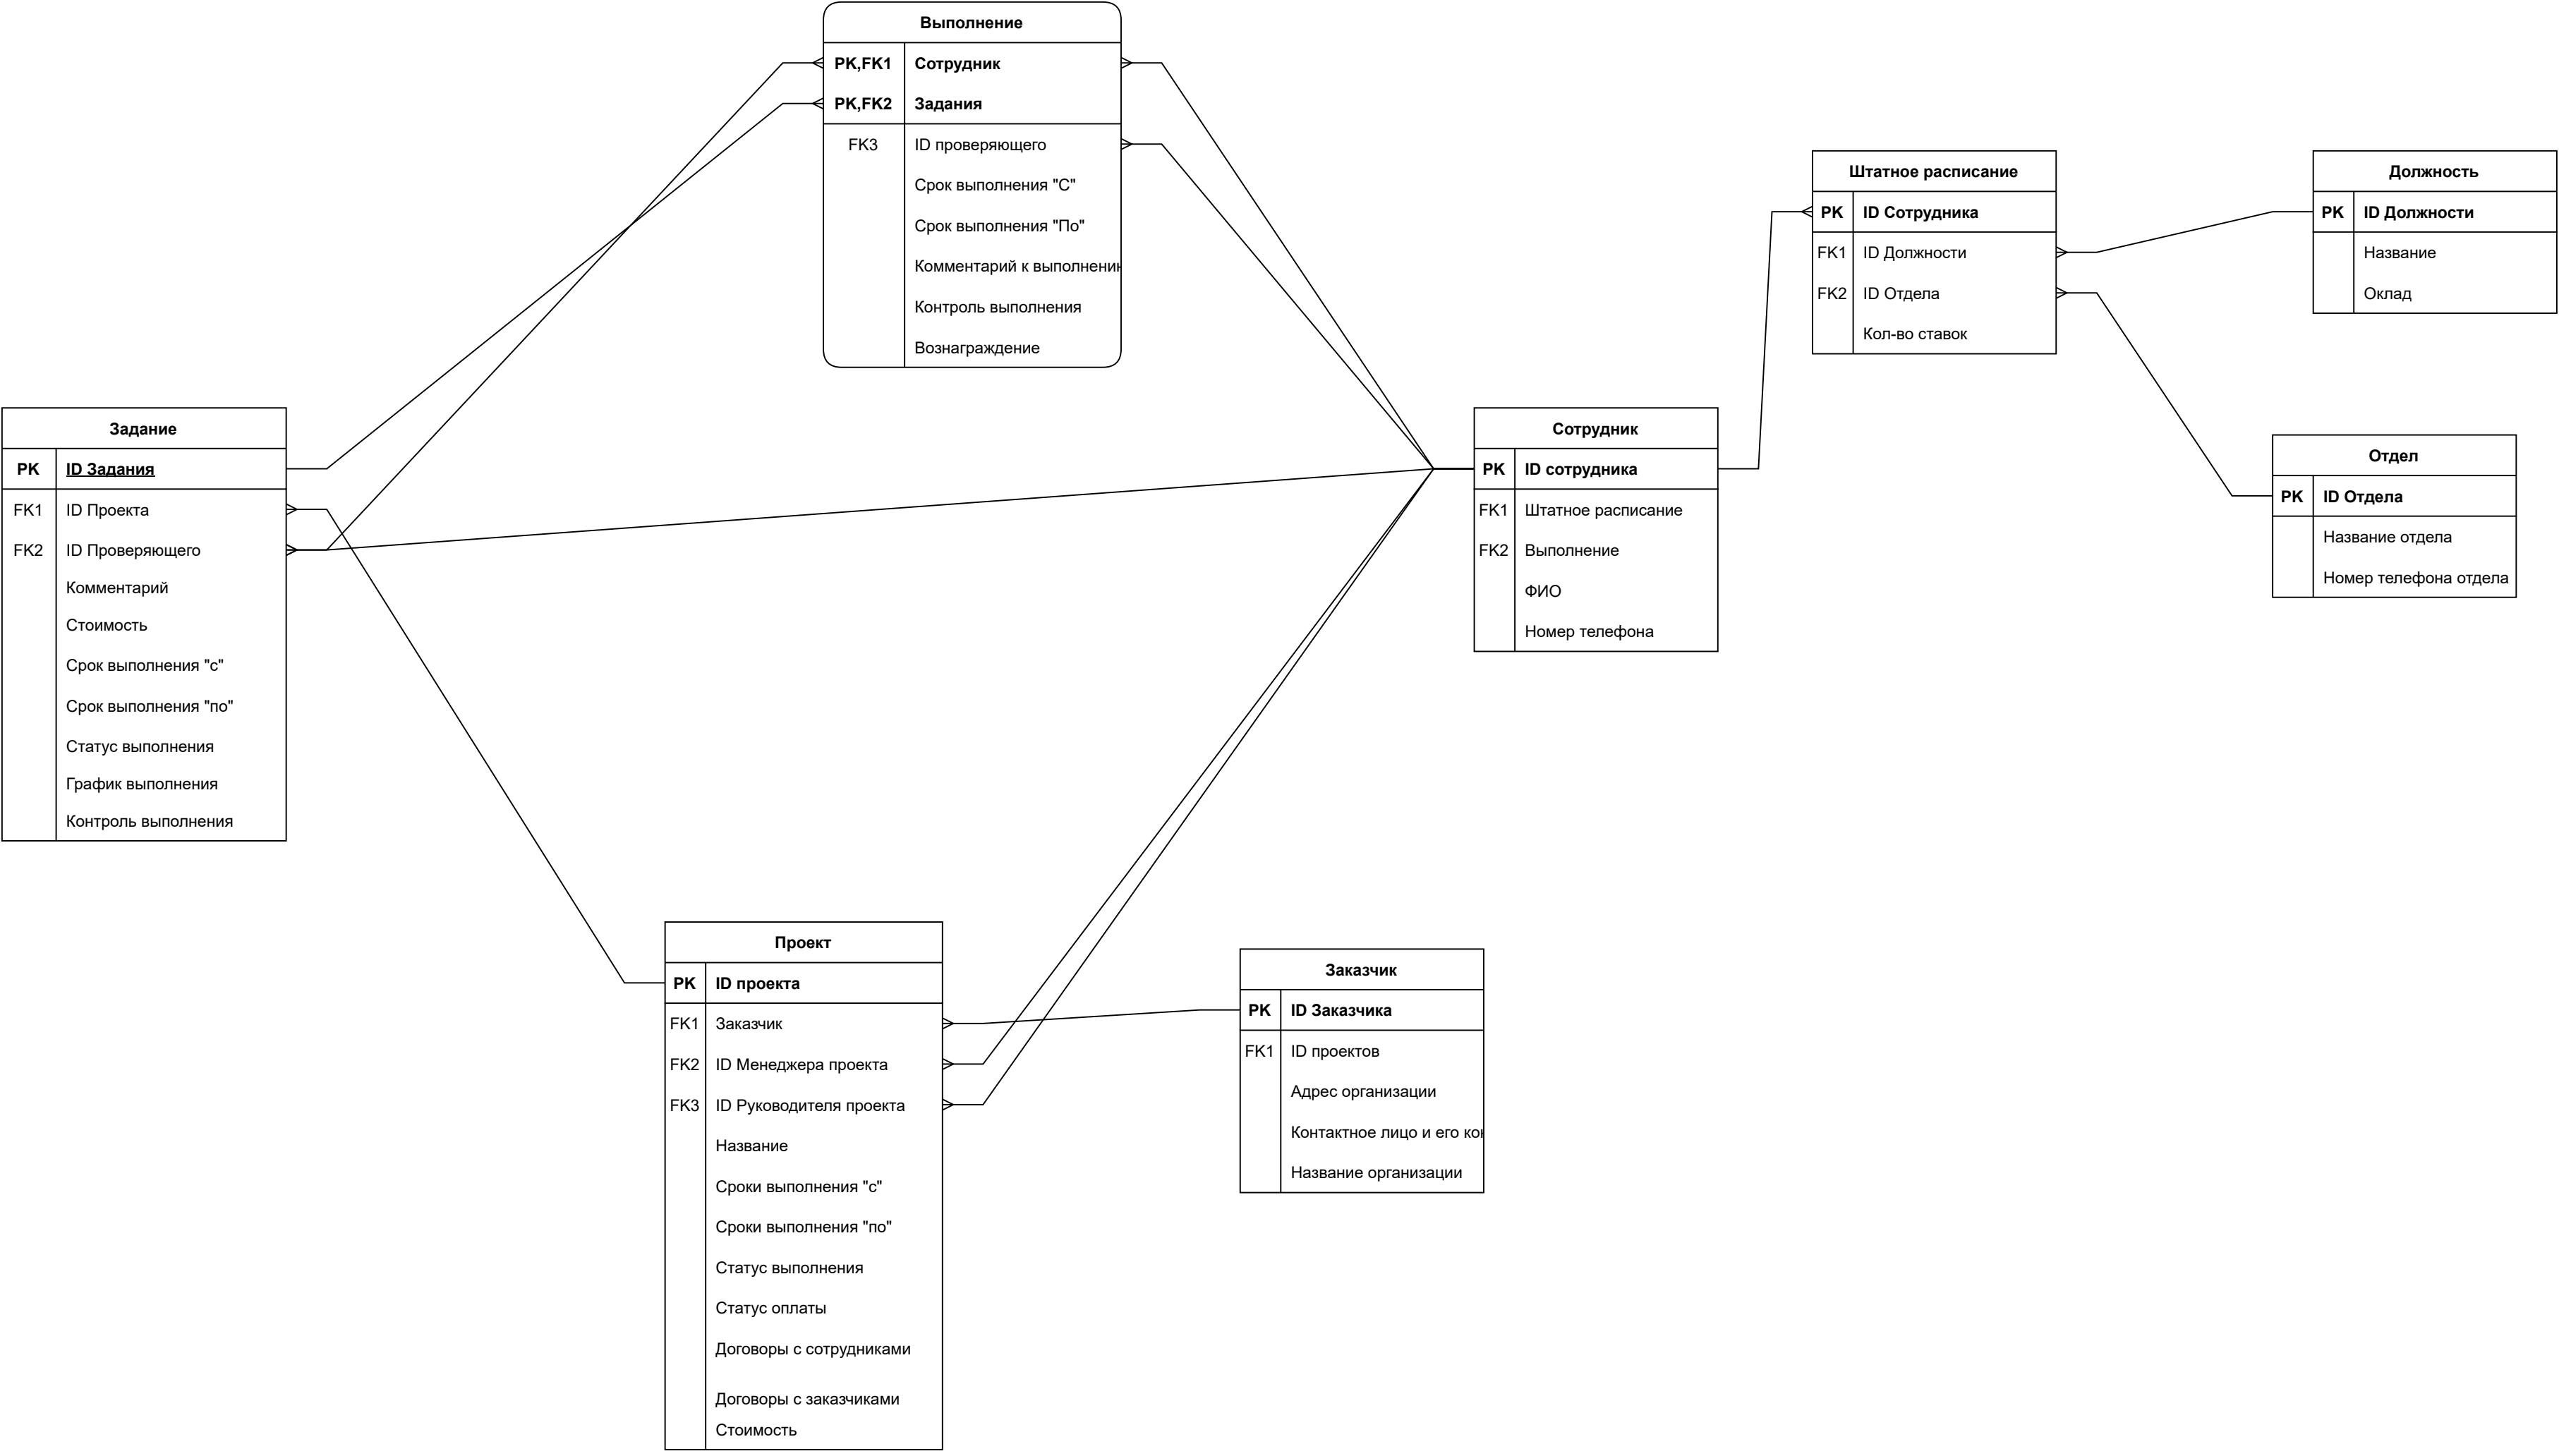 Выполнение
PK,FK1 Сотрудник
PK,FK2 Задания
FK3 ID проверяющего
Срок выполнения "С"
Срок выполнения "По"
Комментарий к
Контроль выполнения
Вознаграждение
Штатное расписание
PK ID Сотрудника
FK1 ID Должности
FK2 ID Отдела
Кол-во ставок
Должность
PK ID Должности
Название
Оклад
Задание
PK ID Задания
FK1 ID Проекта
FK2 ID Проверяющего
Комментарий
Стоимость
Срок выполнения "с"
Срок выполнения "по"
Статус выполнения
График выполнения
Контроль выполнения
Сотрудник
PK ID сотрудника
FK1 Штатное расписание
FK2 Выполнение
ФИО
Номер телефона
Отдел
PK ID Отдела
Название отдела
Номер телефона отдела
Проект
PK ID проекта
FK1 Заказчик
FK2 ID Менеджера проекта
FK3 ID Руководителя проекта
Название
Сроки выполнения "с"
Сроки выполнения "по"
Статус выполнения
Статус оплаты
Договоры с сотрудниками
Договоры с заказчиками
Стоимость
Заказчик
PK ID Заказчика
FK1 ID проектов
Адрес организации
Контактное лицо и его
Название организации